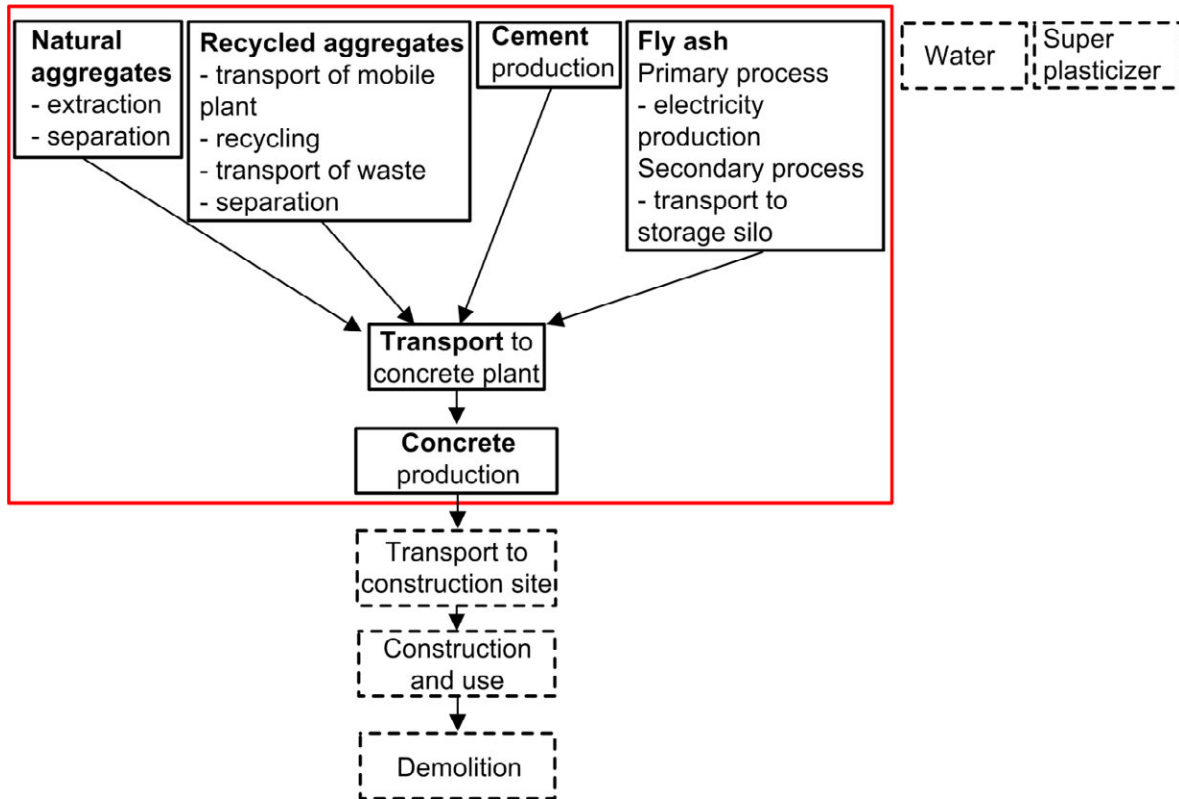 Natural
aggregates
- extraction
- separation
Recycled aggregates
- transport of mobile
plant
- recycling
- transport of waste
- separation
Cement
production
Fly ash
Primary process
- electricity
production
Secondary process
- transport to
storage silo
Water
Super
plasticizer
Transport to
concrete plant
Concrete
production
Transport to
construction site
Construction
and use
Demolition